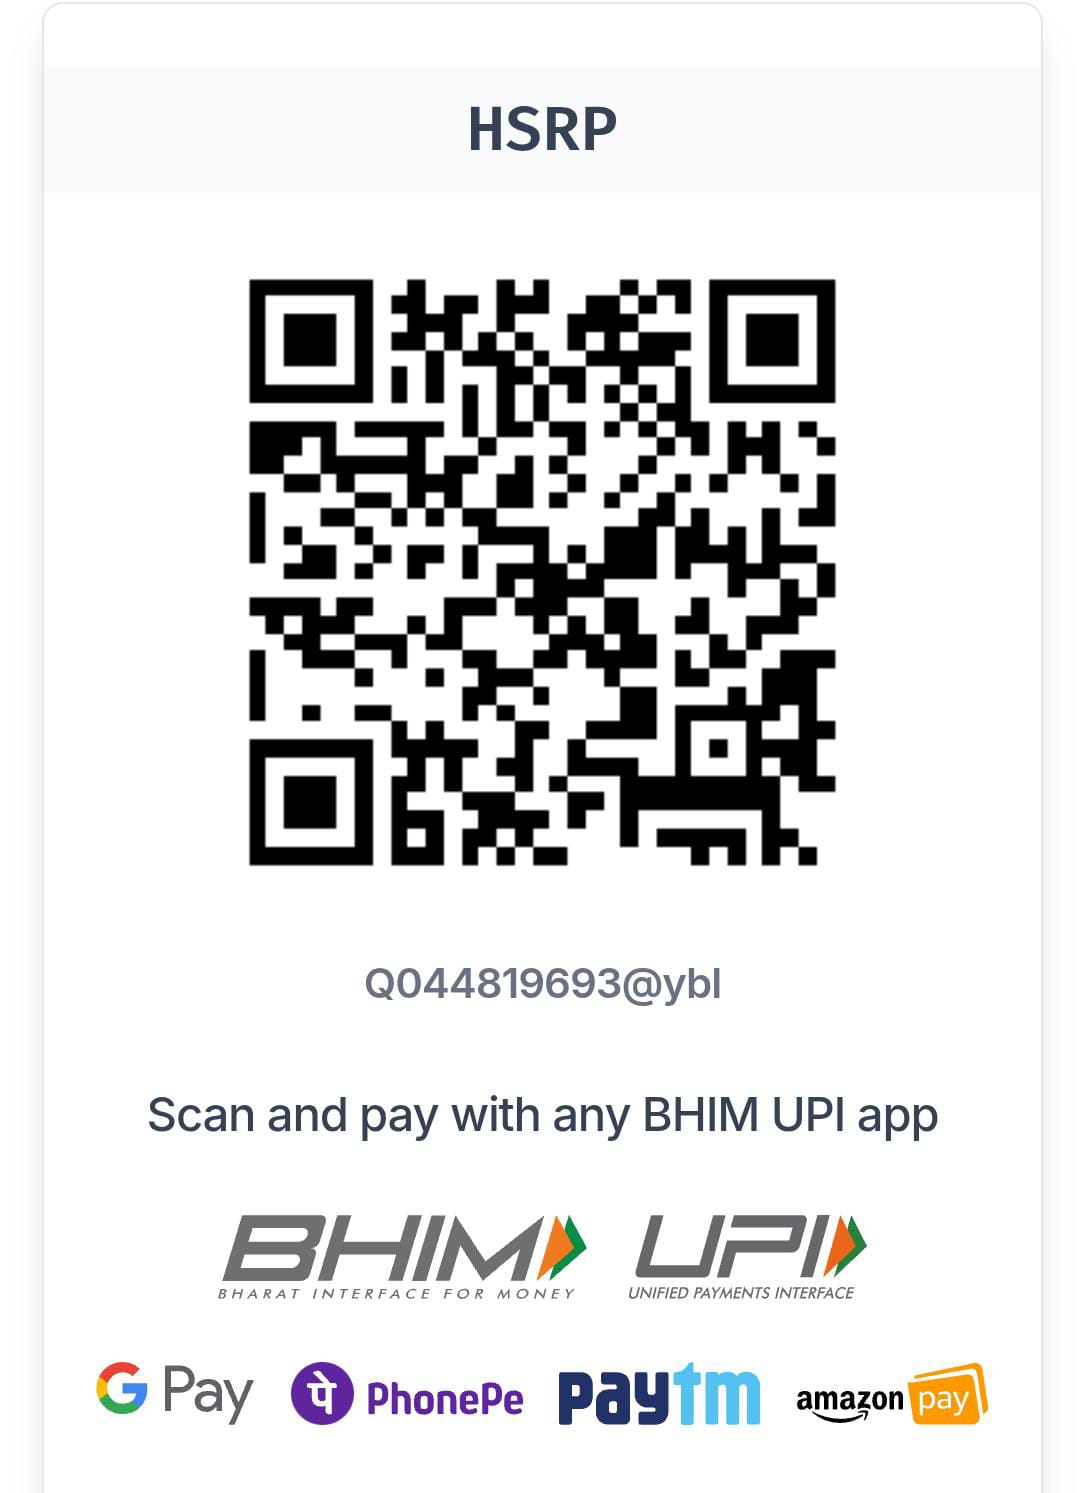 HSRP
Q044819693@ybl
Scan and pay with any BHIM UPI app
BHIM UPI
BHARAT INTERFACE FOR MONEY UNIFIED PAYMENTS INTERFACE
G Pay पे PhonePe paytm amazon pay